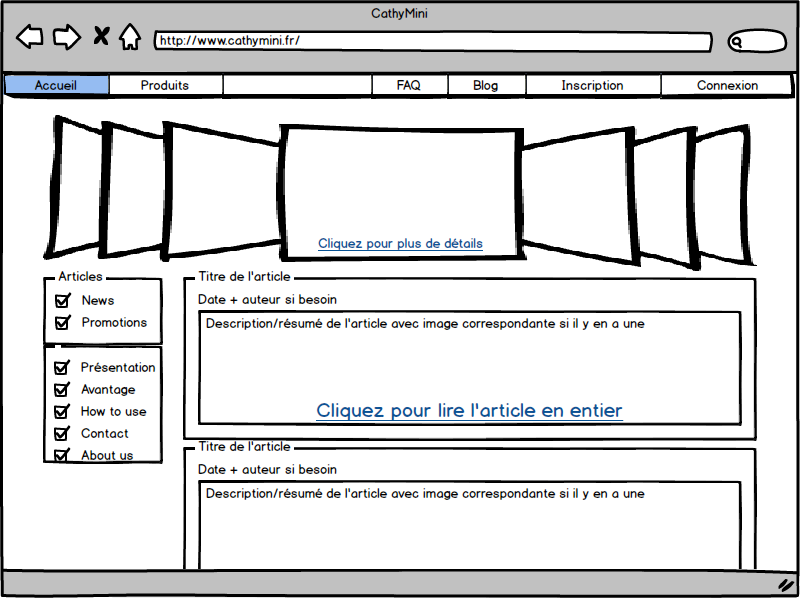 CathyMini
http://www.cathymini.fr/
Accueil
Produits
FAQ
Blog
Inscription
Connexion
Cliquez pour plus de détails
Articles
News
Promotions
Présentation
Avantage
How to use
Contact
About us
Titre de l'article
Date + auteur si besoin
Description/résumé de l'article avec image correspondante si il y en a une
Cliquez pour lire l'article en entier
Titre de l'article
Date + auteur si besoin
Description/résumé de l'article avec image correspondante si il y en a une